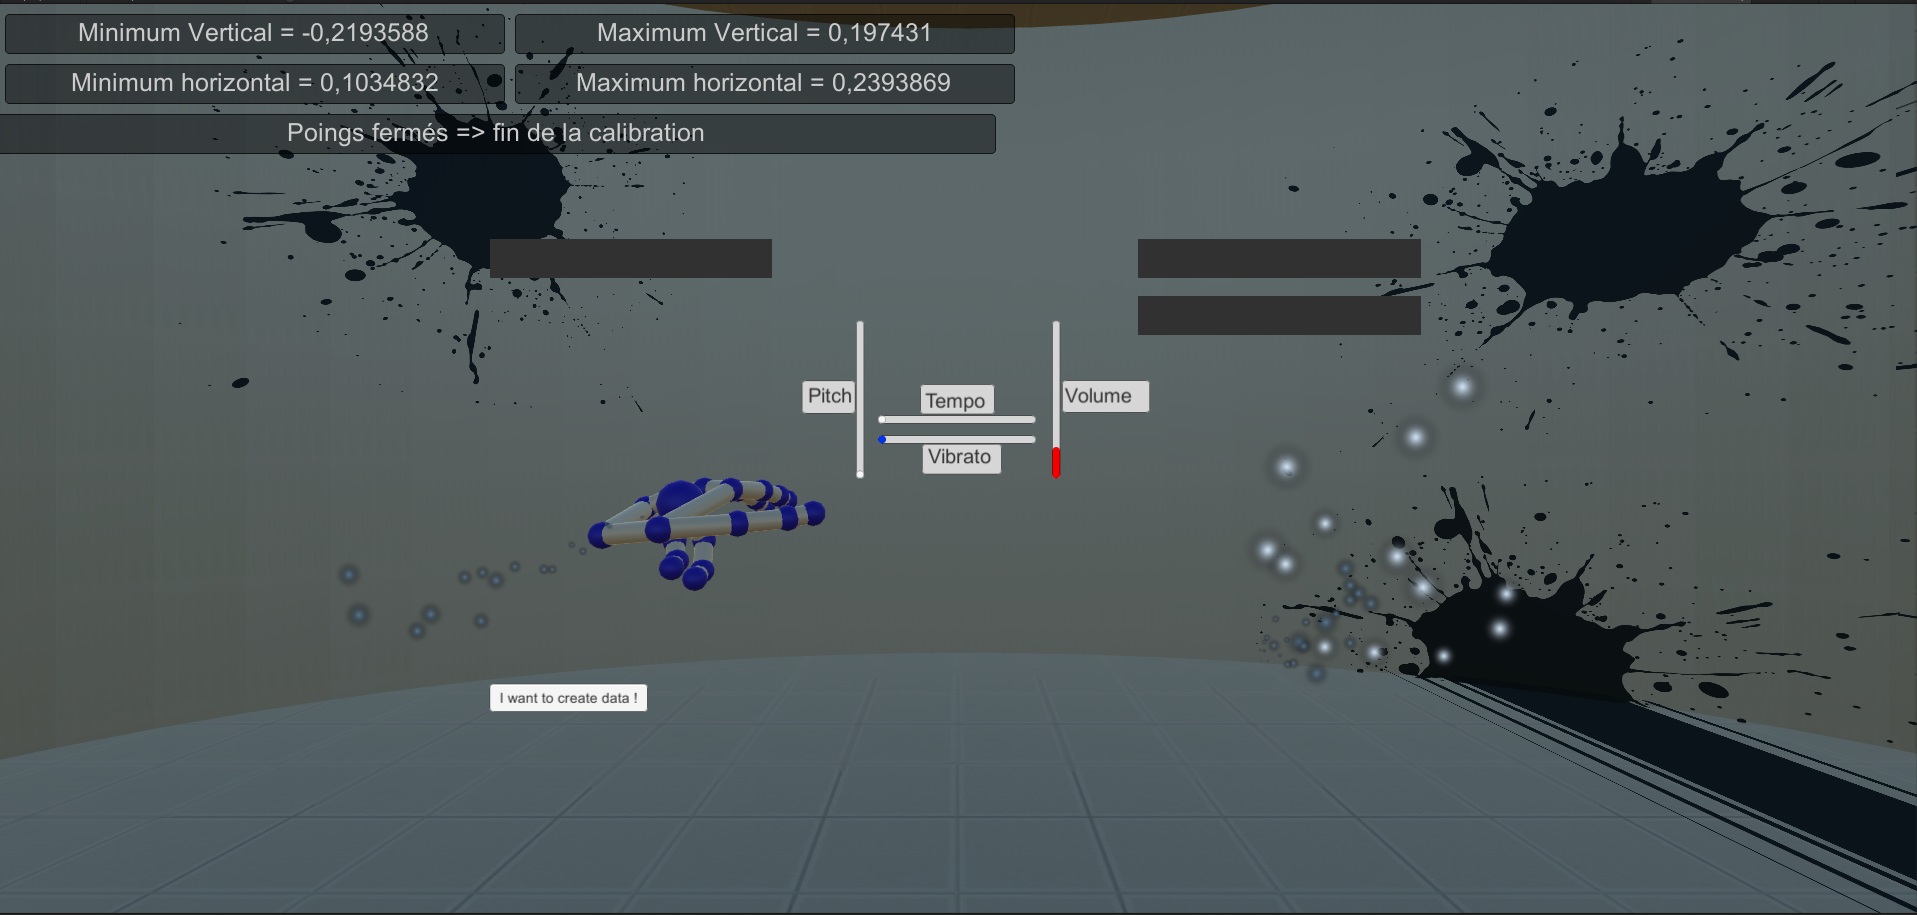 Minimum Vertical = -0,2193588
Maximum Vertical = 0,197431
Minimum horizontal = 0,1034832
Maximum horizontal = 0,2393869
Poings fermés => fin de la calibration
Pitch
Tempo
Volume
Vibrato
I want to create data !